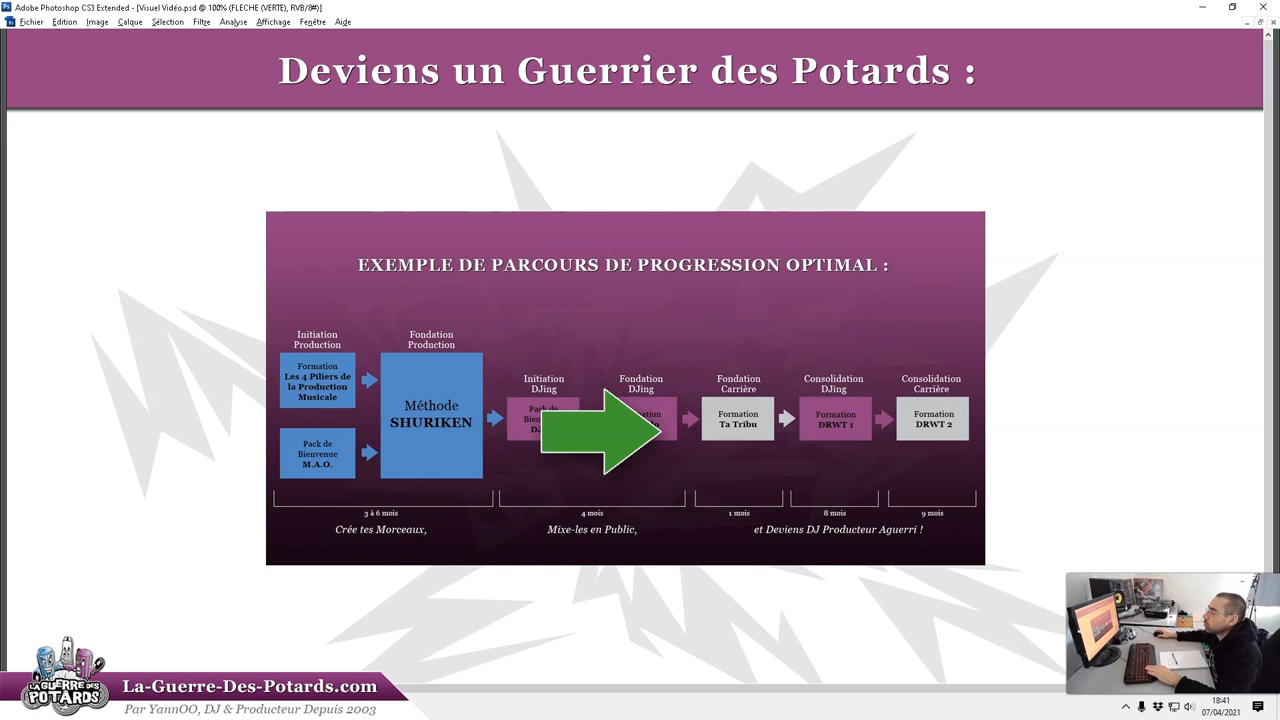 Adobe Photoshop CS3 Extended - [Visuel Vidéo.psd @ 100% (FLECHE (VERTE), RVB/8#)]
Fichier Edition Image Calque Sélection Filtre Analyse Affichage Fenêtre Aide
Deviens un Guerrier des Potards :
EXEMPLE DE PARCOURS DE PROGRESSION OPTIMAL :
Initiation
Production
Fondation
Production
Formation
Les 4 Piliers de
la Production
Musicale
Pack de
Bienvenue
M.A.O.
Méthode
SHURIKEN
Initiation
DJing
Pack de
Fondation
DJing
Fondation
Carrière
Formation
Ta Tribu
Consolidation
DJing
Formation
DRWT 1
Consolidation
Carrière
Formation
DRWT 2
3 à 6 mois
4 mois
1 mois
8 mois
9 mois
Crée tes Morceaux,
Mixe-les en Public,
et Deviens DJ Producteur Aguerri !
LA GUERRE DES
POTARDS
La-Guerre-Des-Potards.com
Par YannOO, DJ & Producteur Depuis 2003
18:41
07/04/2021